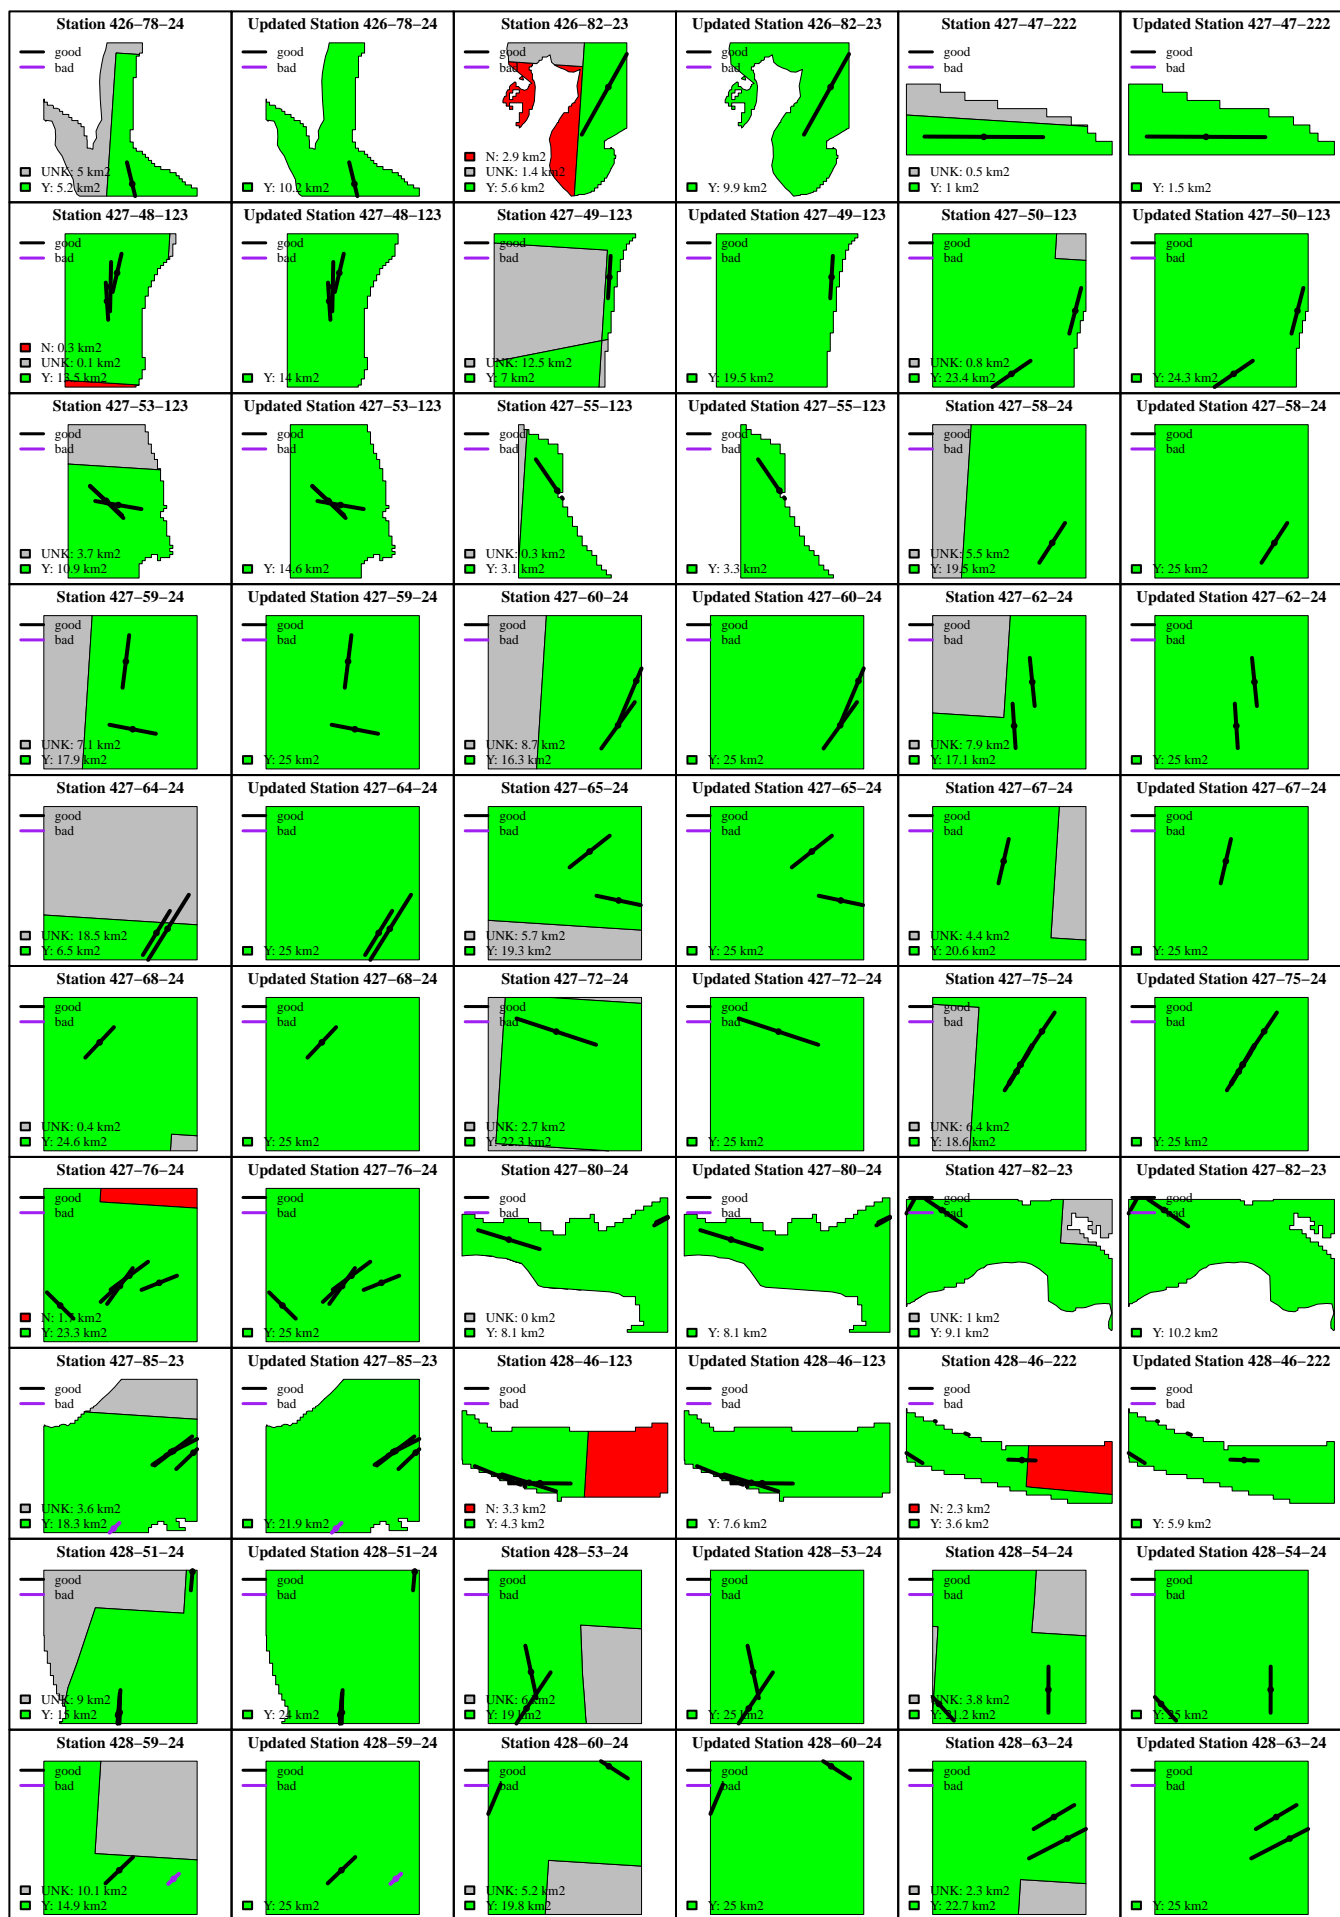 Station 426−78−24
good
bad
UNK: 5 km2
Y: 5.2 km2
Updated Station 426−78−24
good
bad
Y: 10.2 km2
Station 426−82−23
good
bad
N: 2.9 km2
UNK: 1.4 km2
Y: 5.6 km2
Updated Station 426−82−23
good
bad
Y: 9.9 km2
Station 427−47−222
good
bad
UNK: 0.5 km2
Y: 1 km2
Updated Station 427−47−222
good
bad
Y: 1.5 km2
Station 427−48−123
good
bad
N: 0.3 km2
UNK: 0.1 km2
Y: 13.5 km2
Updated Station 427−48−123
good
bad
Y: 14 km2
Station 427−49−123
good
bad
UNK: 12.5 km2
Y: 7 km2
Updated Station 427−49−123
good
bad
Y: 19.5 km2
Station 427−50−123
good
bad
UNK: 0.8 km2
Y: 23.4 km2
Updated Station 427−50−123
good
bad
Y: 24.3 km2
Station 427−53−123
good
bad
UNK: 3.7 km2
Y: 10.9 km2
Updated Station 427−53−123
good
bad
Y: 14.6 km2
Station 427−55−123
good
bad
UNK: 0.3 km2
Y: 3.1 km2
Updated Station 427−55−123
good
bad
Y: 3.3 km2
Station 427−58−24
good
bad
UNK: 5.5 km2
Y: 19.5 km2
Updated Station 427−58−24
good
bad
Y: 25 km2
Station 427−59−24
good
bad
UNK: 7.1 km2
Y: 17.9 km2
Updated Station 427−59−24
good
bad
Y: 25 km2
Station 427−60−24
good
bad
UNK: 8.7 km2
Y: 16.3 km2
Updated Station 427−60−24
good
bad
Y: 25 km2
Station 427−62−24
good
bad
UNK: 7.9 km2
Y: 17.1 km2
Updated Station 427−62−24
good
bad
Y: 25 km2
Station 427−64−24
good
bad
UNK: 18.5 km2
Y: 6.5 km2
Updated Station 427−64−24
good
bad
Y: 25 km2
Station 427−65−24
good
bad
UNK: 5.7 km2
Y: 19.3 km2
Updated Station 427−65−24
good
bad
Y: 25 km2
Station 427−67−24
good
bad
UNK: 4.4 km2
Y: 20.6 km2
Updated Station 427−67−24
good
bad
Y: 25 km2
Station 427−68−24
good
bad
UNK: 0.4 km2
Y: 24.6 km2
Updated Station 427−68−24
good
bad
Y: 25 km2
Station 427−72−24
good
bad
UNK: 2.7 km2
Y: 22.3 km2
Updated Station 427−72−24
good
bad
Y: 25 km2
Station 427−75−24
good
bad
UNK: 6.4 km2
Y: 18.6 km2
Updated Station 427−75−24
good
bad
Y: 25 km2
Station 427−76−24
good
bad
N: km2
Y: 23.3 km2
Updated Station 427−76−24
good
bad
Y: 25 km2
Station 427−80−24
good
bad
UNK: 0 km2
Y: 8.1 km2
Updated Station 427−80−24
good
bad
Y: 8.1 km2
Station 427−82−23
good
bad
UNK: 1 km2
Y: 9.1 km2
Updated Station 427−82−23
good
bad
Y: 10.2 km2
Station 427−85−23
good
bad
UNK: 3.6 km2
Y: 18.3 km2
Updated Station 427−85−23
good
bad
Y: 21.9 km2
Station 428−46−123
good
bad
N: 3.3 km2
Y: 4.3 km2
Updated Station 428−46−123
good
bad
Y: 7.6 km2
Station 428−46−222
good
bad
N: 2.3 km2
Y: 3.6 km2
Updated Station 428−46−222
good
bad
Y: 5.9 km2
Station 428−51−24
good
bad
UNK: 9 km2
Y: 15 km2
Updated Station 428−51−24
good
bad
Y: 24 km2
Station 428−53−24
good
bad
UNK: 6 km2
Y: 19 km2
Updated Station 428−53−24
good
bad
Y: 25 km2
Station 428−54−24
good
bad
UNK: 3.8 km2
Y: 21.2 km2
Updated Station 428−54−24
good
bad
Y: 25 km2
Station 428−59−24
good
bad
UNK: 10.1 km2
Y: 14.9 km2
Updated Station 428−59−24
good
bad
Y: 25 km2
Station 428−60−24
good
bad
UNK: 5.2 km2
Y: 19.8 km2
Updated Station 428−60−24
good
bad
Y: 25 km2
Station 428−63−24
good
bad
UNK: 2.3 km2
Y: 22.7 km2
Updated Station 428−63−24
good
bad
Y: 25 km2